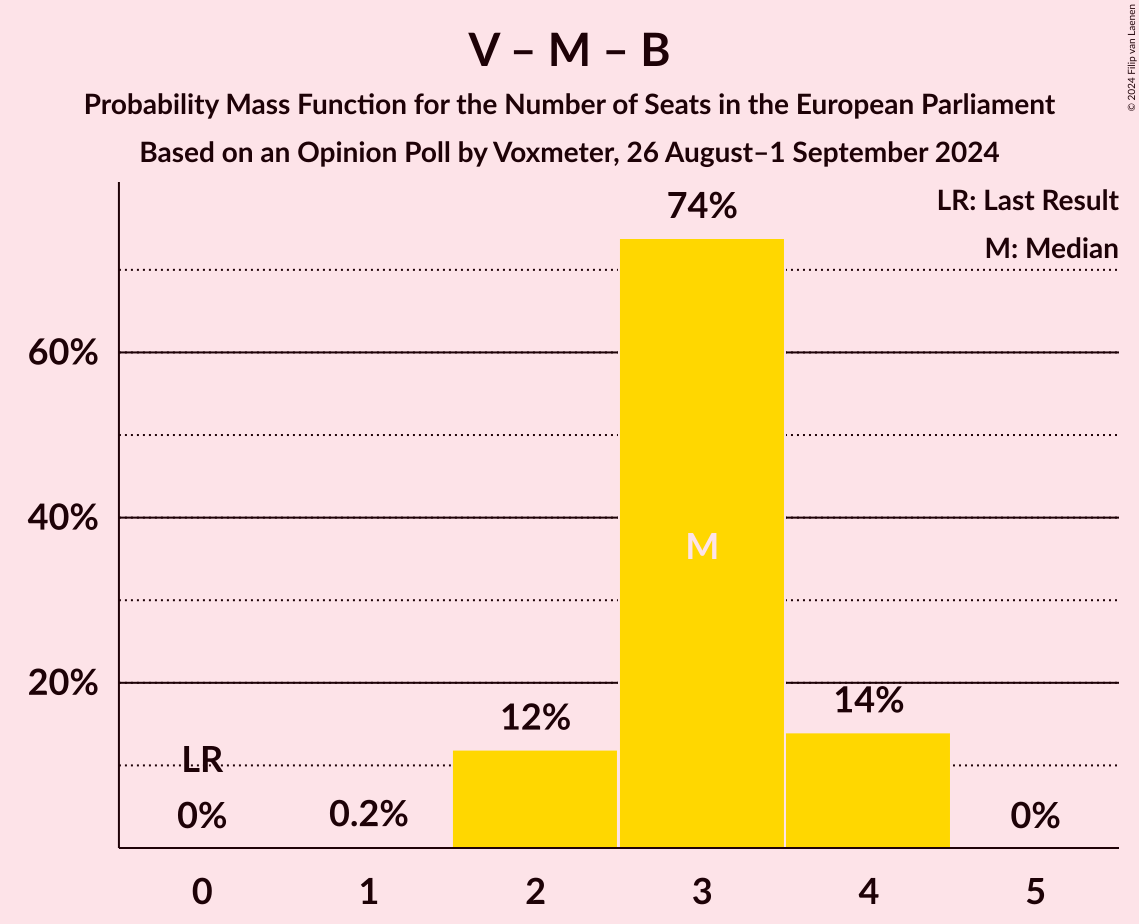 V – M – B
Probability Mass Function for the Number of Seats in the European Parliament
Based on an Opinion Poll by Voxmeter, 26 August–1 September 2024
© 2024 Filip van Laenen
LR: Last Result
M: Median
74%
60%
M
40%
20%
14%
12%
LR
0%
0.2%
0%
0 1 2 3 4 5